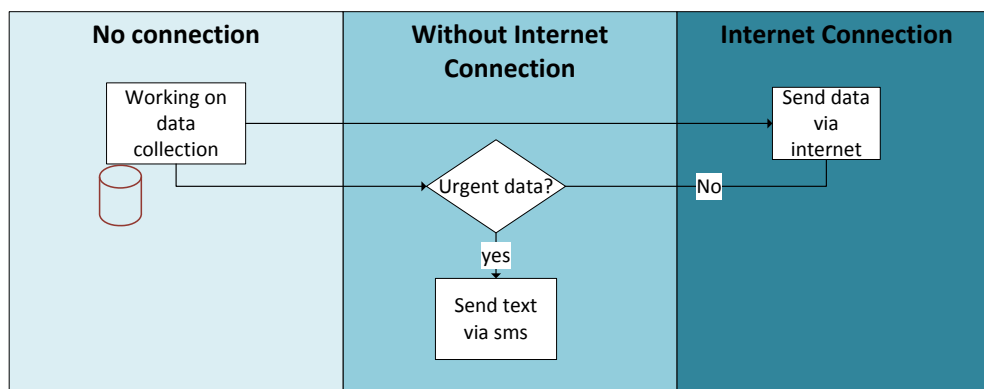 No connection
Without Internet
Connection
Internet Connection
Working on
data
collection
Send data
via
internet
Urgent data?
No
yes
Send text
via sms